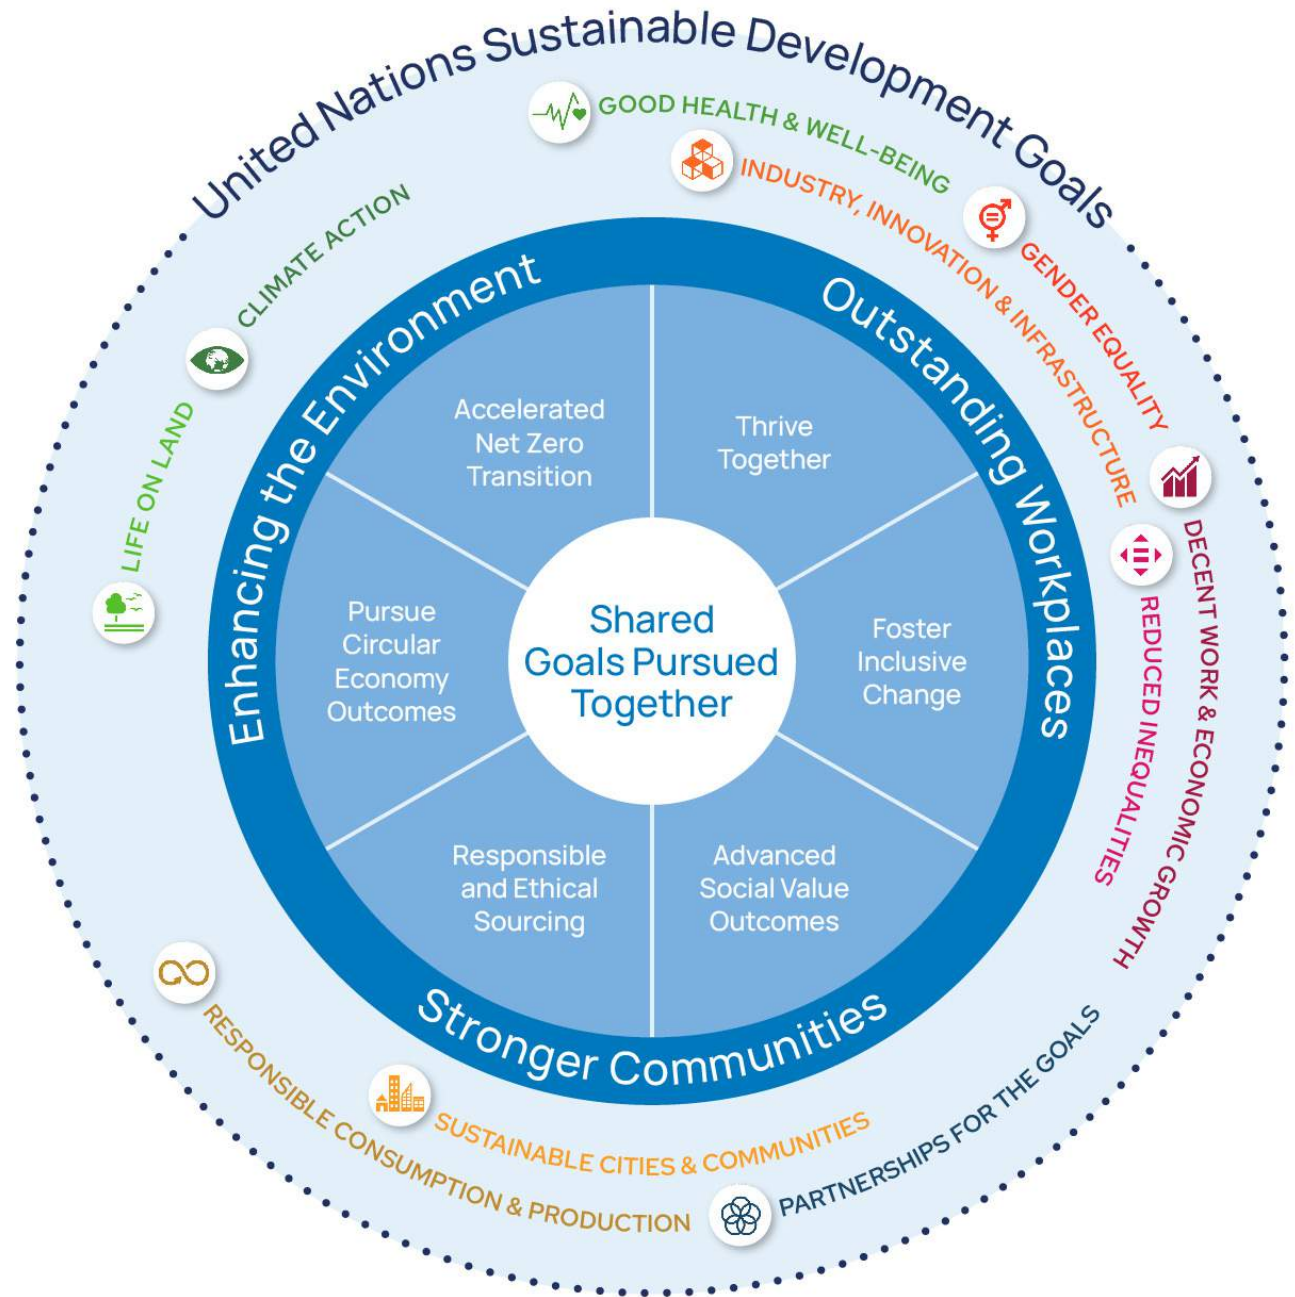 United Nations Sustainable Development Goals
GOOD HEALTH & WELL-BEING
INDUSTRY, INNOVATION & INFRASTRUCTURE
GENDER EQUALITY
DECENT WORK & ECONOMIC GROWTH
REDUCED INEQUALITIES
PARTNERSHIPS FOR THE GOALS
SUSTAINABLE CITIES & COMMUNITIES
RESPONSIBLE CONSUMPTION & PRODUCTION
LIFE ON LAND
CLIMATE ACTION
Enhancing the Environment
Outstanding Workplaces
Stronger Communities
Accelerated
Net Zero
Transition
Thrive
Together
Pursue
Circular
Economy
Outcomes
Shared
Goals Pursued
Together
Foster
Inclusive
Change
Responsible
and Ethical
Sourcing
Advanced
Social Value
Outcomes